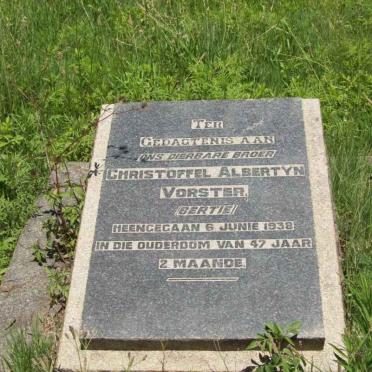 TER
GEDAGTENIS AAN
ONS DIERBARE BROER
CHRISTOFFEL ALBERTYN
VORSTER,
(BERTIE)
HEENGEGAAN 6 JUNIE 1938
IN DIE OUDERDOM VAN 47 JAAR
2 MAANDE.